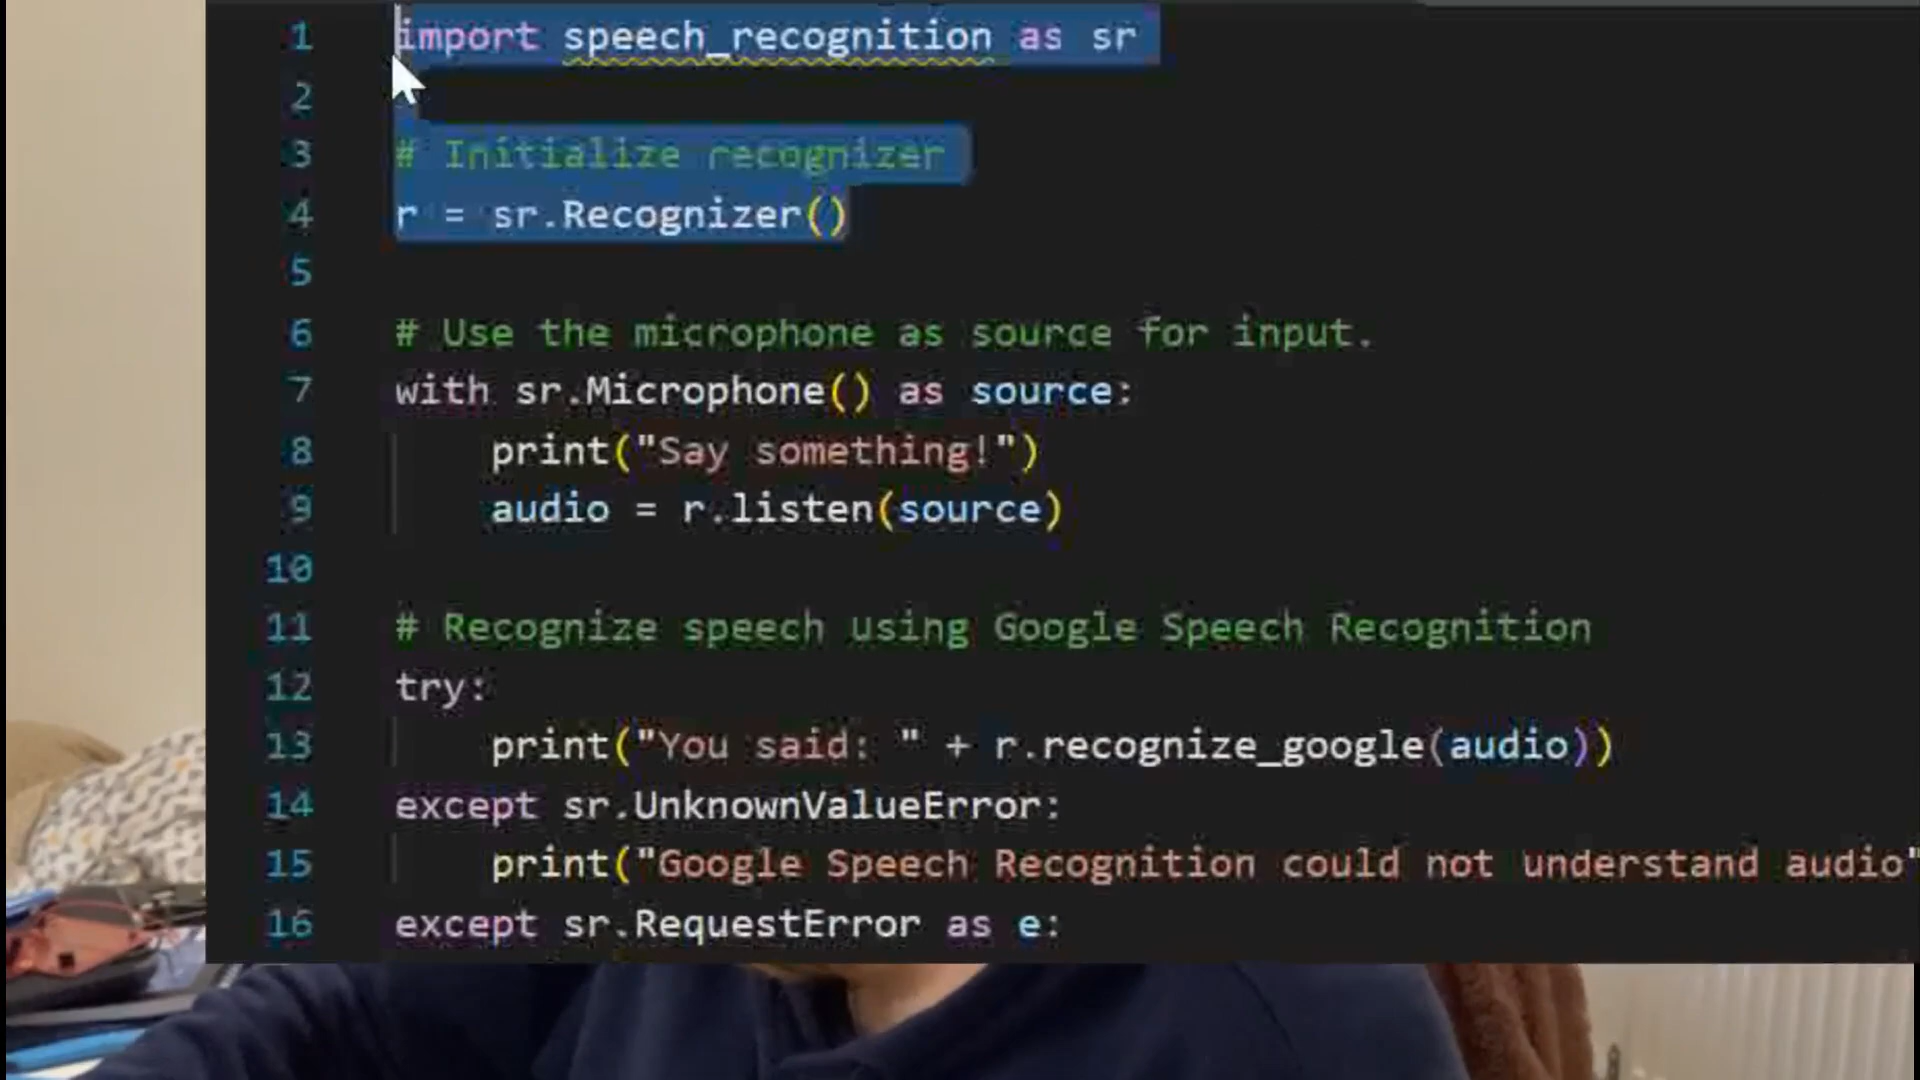 1 import speech_recognition as sr
2
3 # Initialize recognizer
4 r = sr.Recognizer()
5
6 # Use the microphone as source for input.
7 with sr.Microphone() as source:
8     print("Say something!")
9     audio = r.listen(source)
10
11 # Recognize speech using Google Speech Recognition
12 try:
13     print("You said: " + r.recognize_google(audio))
14 except sr.UnknownValueError:
15     print("Google Speech Recognition could not understand audio"
16 except sr.RequestError as e: